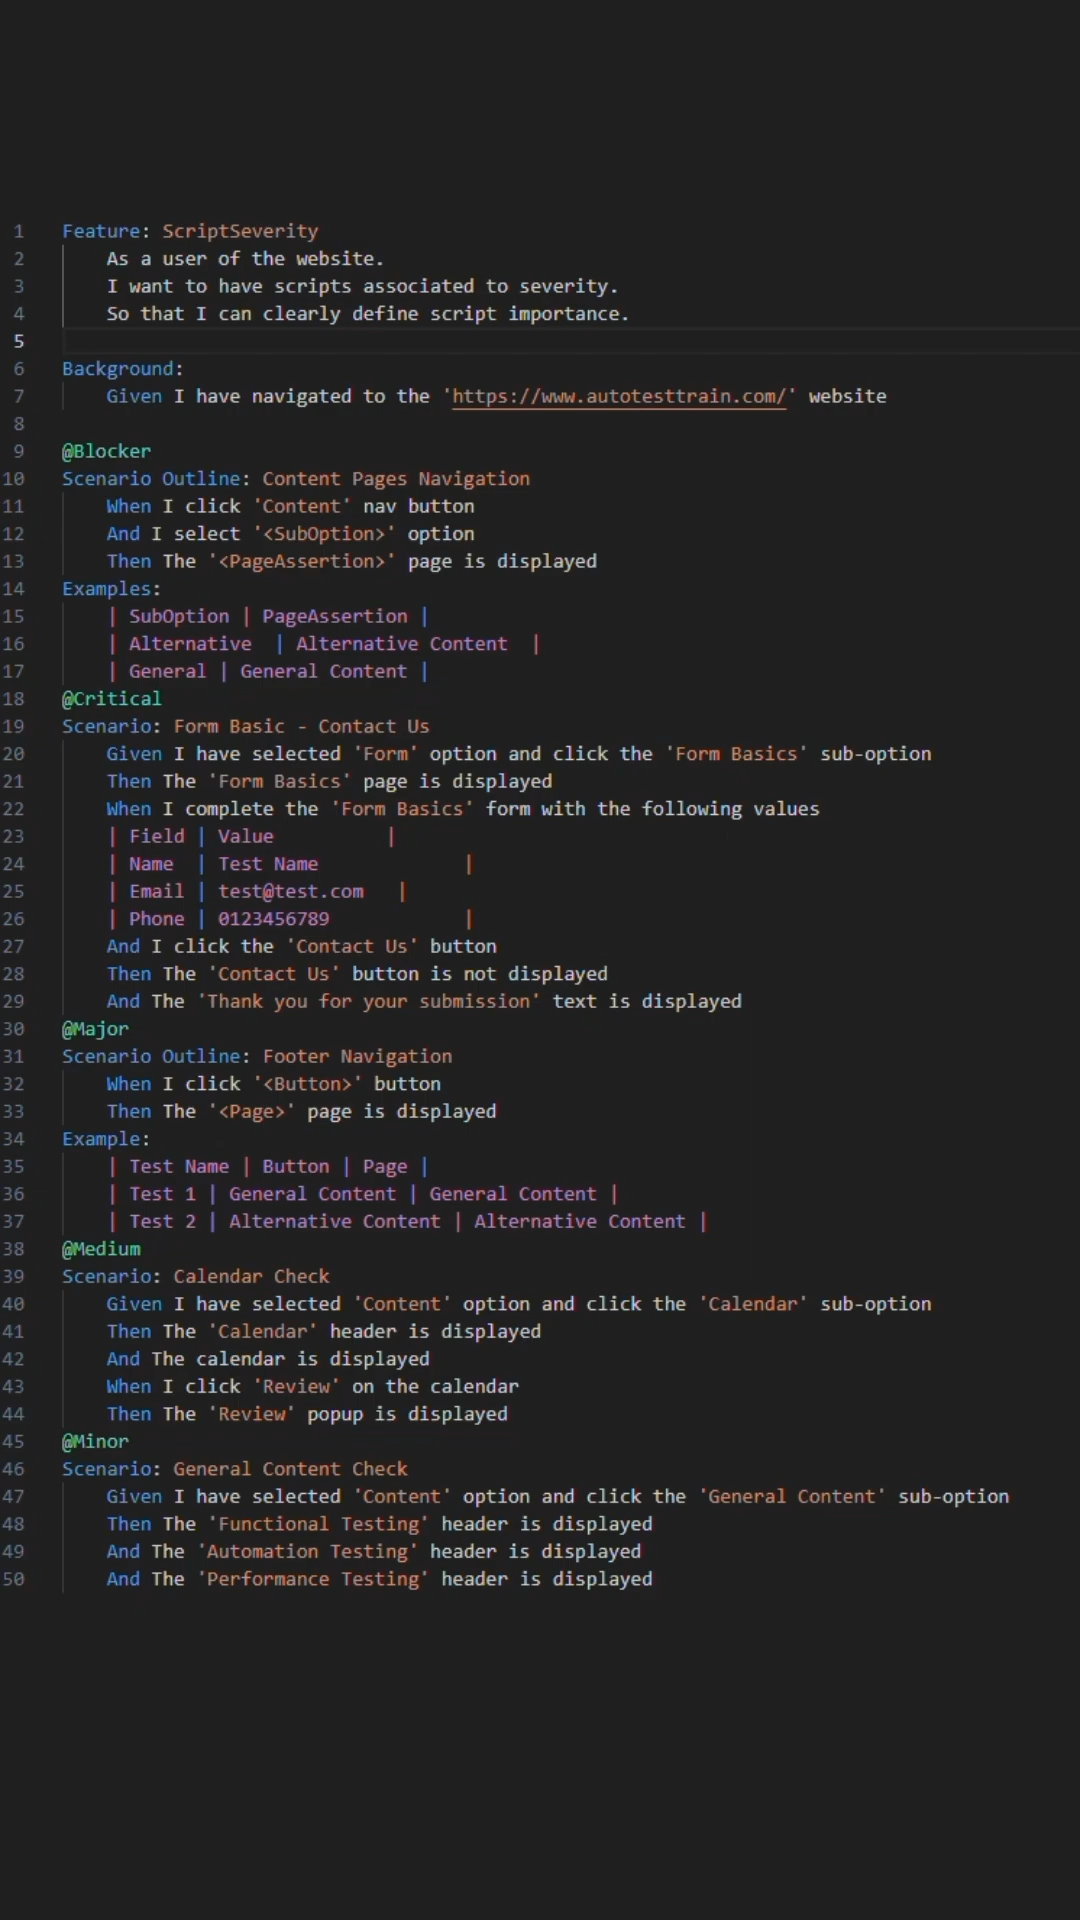 1 Feature: ScriptSeverity
2 As a user of the website.
3 I want to have scripts associated to severity.
4 So that I can clearly define script importance.
5
6 Background:
7 Given I have navigated to the 'https://www.autotesttrain.com/' website
8
9 @Blocker
10 Scenario Outline: Content Pages Navigation
11 When I click 'Content' nav button
12 And I select '<SubOption>' option
13 Then The '<PageAssertion>' page is displayed
14 Examples:
15 | SubOption | PageAssertion |
16 | Alternative  | Alternative Content  |
17 | General | General Content |
18 @Critical
19 Scenario: Form Basic - Contact Us
20 Given I have selected 'Form' option and click the 'Form Basics' sub-option
21 Then The 'Form Basics' page is displayed
22 When I complete the 'Form Basics' form with the following values
23 | Field | Value          |
24 | Name  | Test Name             |
25 | Email | test@test.com   |
26 | Phone | 0123456789            |
27 And I click the 'Contact Us' button
28 Then The 'Contact Us' button is not displayed
29 And The 'Thank you for your submission' text is displayed
30 @Major
31 Scenario Outline: Footer Navigation
32 When I click '<Button>' button
33 Then The '<Page>' page is displayed
34 Example:
35 | Test Name | Button | Page |
36 | Test 1 | General Content | General Content |
37 | Test 2 | Alternative Content | Alternative Content |
38 @Medium
39 Scenario: Calendar Check
40 Given I have selected 'Content' option and click the 'Calendar' sub-option
41 Then The 'Calendar' header is displayed
42 And The calendar is displayed
43 When I click 'Review' on the calendar
44 Then The 'Review' popup is displayed
45 @Minor
46 Scenario: General Content Check
47 Given I have selected 'Content' option and click the 'General Content' sub-option
48 Then The 'Functional Testing' header is displayed
49 And The 'Automation Testing' header is displayed
50 And The 'Performance Testing' header is displayed